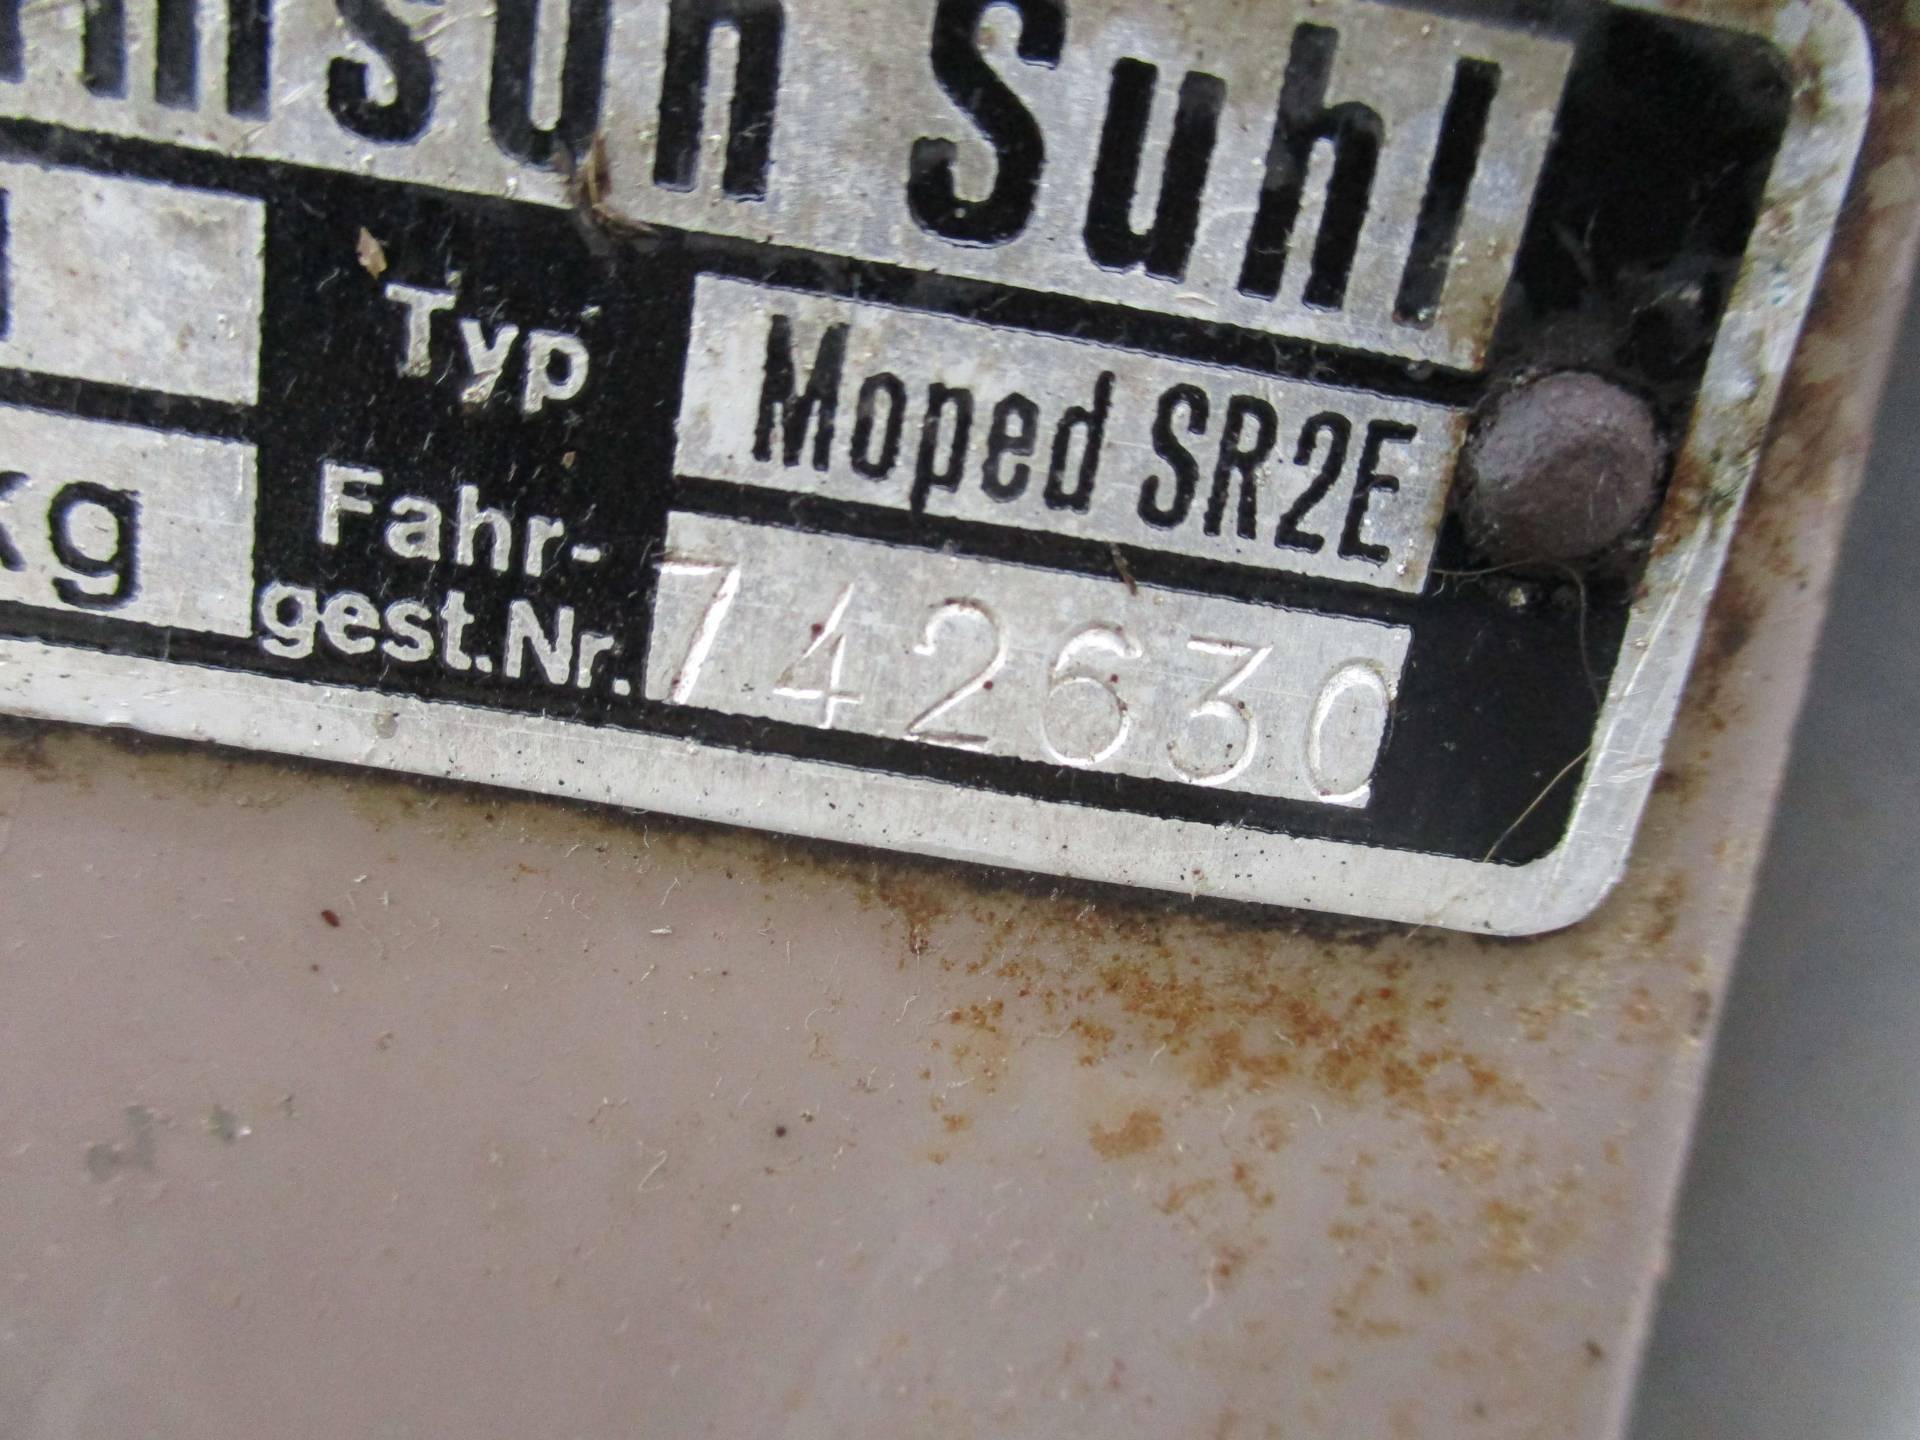 Suhl
Typ Moped SR2E
kg Fahr-
gest.Nr. 742630